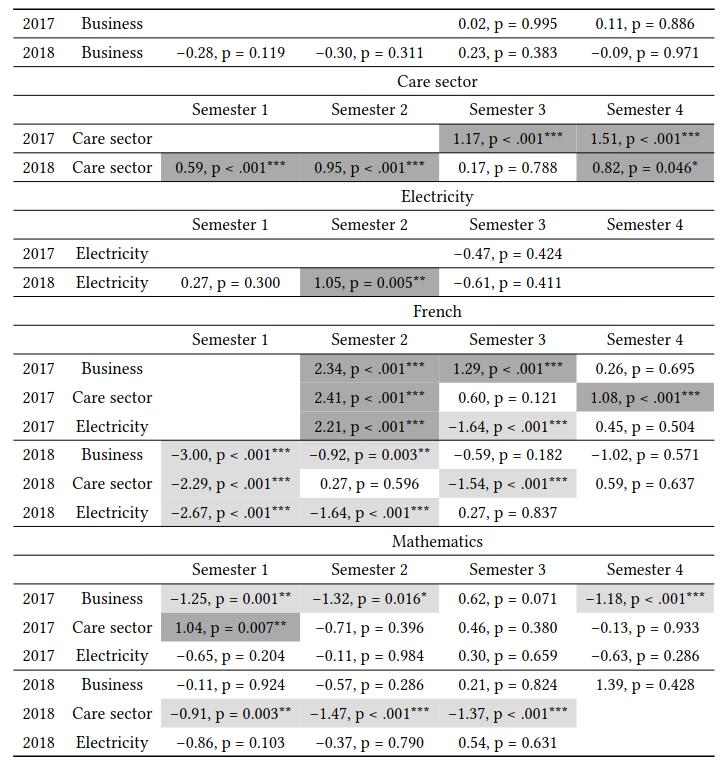 2017 Business 0.02, p = 0.995 0.11, p = 0.886
2018 Business −0.28, p = 0.119 −0.30, p = 0.311 0.23, p = 0.383 −0.09, p = 0.971
Care sector
Semester 1 Semester 2 Semester 3 Semester 4
2017 Care sector 1.17, p < .001*** 1.51, p < .001***
2018 Care sector 0.59, p < .001*** 0.95, p < .001*** 0.17, p = 0.788 0.82, p = 0.046*
Electricity
Semester 1 Semester 2 Semester 3 Semester 4
2017 Electricity −0.47, p = 0.424
2018 Electricity 0.27, p = 0.300 1.05, p = 0.005** −0.61, p = 0.411
French
Semester 1 Semester 2 Semester 3 Semester 4
2017 Business 2.34, p < .001*** 1.29, p < .001*** 0.26, p = 0.695
2017 Care sector 2.41, p < .001*** 0.60, p = 0.121 1.08, p < .001***
2017 Electricity 2.21, p < .001*** −1.64, p < .001*** 0.45, p = 0.504
2018 Business −3.00, p < .001*** −0.92, p = 0.003** −0.59, p = 0.182 −1.02, p = 0.571
2018 Care sector −2.29, p < .001*** 0.27, p = 0.596 −1.54, p < .001*** 0.59, p = 0.637
2018 Electricity −2.67, p < .001*** −1.64, p < .001*** 0.27, p = 0.837
Mathematics
Semester 1 Semester 2 Semester 3 Semester 4
2017 Business −1.25, p = 0.001** −1.32, p = 0.016* 0.62, p = 0.071 −1.18, p < .001***
2017 Care sector 1.04, p = 0.007** −0.71, p = 0.396 0.46, p = 0.380 −0.13, p = 0.933
2017 Electricity −0.65, p = 0.204 −0.11, p = 0.984 0.30, p = 0.659 −0.63, p = 0.286
2018 Business −0.11, p = 0.924 −0.57, p = 0.286 0.21, p = 0.824 1.39, p = 0.428
2018 Care sector −0.91, p = 0.003** −1.47, p < .001*** −1.37, p < .001***
2018 Electricity −0.86, p = 0.103 −0.37, p = 0.790 0.54, p = 0.631